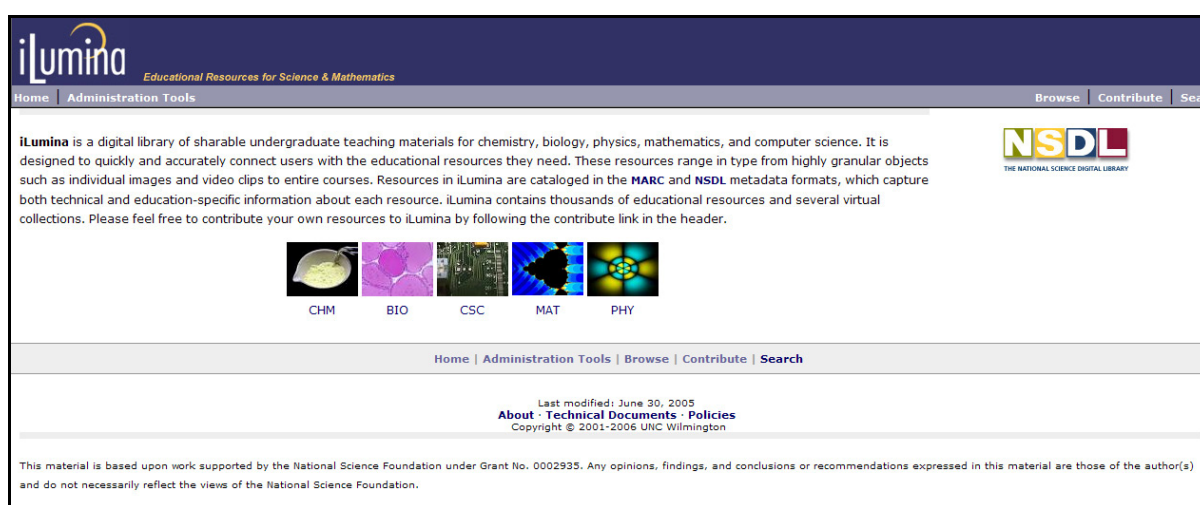 iLumina
Educational Resources for Science & Mathematics
Home | Administration Tools
Browse | Contribute |
iLumina is a digital library of sharable undergraduate teaching materials for chemistry, biology, physics, mathematics, and computer science. It is
designed to quickly and accurately connect users with the educational resources they need. These resources range in type from highly granular objects
such as individual images and video clips to entire courses. Resources in iLumina are cataloged in the MARC and NSDL metadata formats, which capture
both technical and education-specific information about each resource. iLumina contains thousands of educational resources and several virtual
collections. Please feel free to contribute your own resources to iLumina by following the contribute link in the header.
NSDL
THE NATIONAL SCIENCE DIGITAL LIBRARY
CHM BIO CSC MAT PHY
Home | Administration Tools | Browse | Contribute | Search
Last modified: June 30, 2005
About · Technical Documents · Policies
Copyright © 2001-2006 UNC Wilmington
This material is based upon work supported by the National Science Foundation under Grant No. 0002935. Any opinions, findings, and conclusions or recommendations expressed in this material are those of the author(s)
and do not necessarily reflect the views of the National Science Foundation.